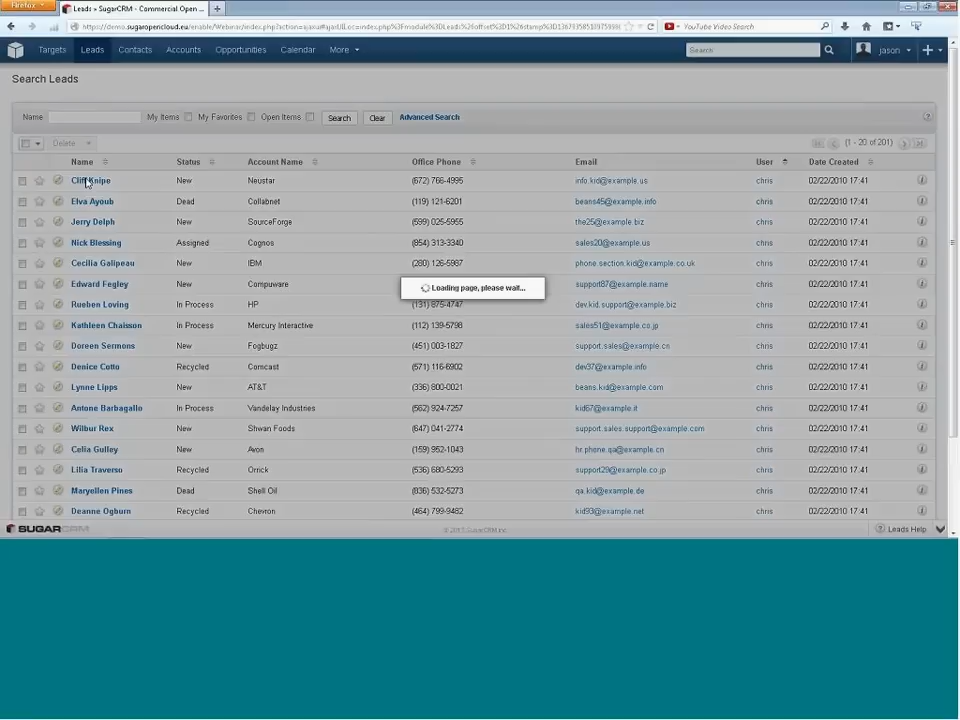 Firefox
Leads » SugarCRM - Commercial Open ...
YouTube Video Search
Targets Leads Contacts Accounts Opportunities Calendar More Search jason
Search Leads
Name My Items My Favorites Open Items Search Clear Advanced Search
Delete (1 - 20 of 201)
Name Status Account Name Office Phone Email User Date Created
Cliff Knipe New Neustar (672) 766-4995 info.kid@example.us chris 02/22/2010 17:41
Elva Ayoub Dead Collabnet (119) 121-6201 beans45@example.info chris 02/22/2010 17:41
Jerry Delph New SourceForge (599) 025-5955 the25@example.biz chris 02/22/2010 17:41
Nick Blessing Assigned Cognos (854) 313-3340 sales20@example.us chris 02/22/2010 17:41
Cecilia Galipeau New IBM (280) 126-5987 phone.section.kid@example.co.uk chris 02/22/2010 17:41
Edward Fegley New Compuware support87@example.name chris 02/22/2010 17:41
Loading page, please wait...
Rueben Loving In Process HP (131) 875-4747 dev.kid.support@example.biz chris 02/22/2010 17:41
Kathleen Chaisson In Process Mercury Interactive (112) 139-5798 sales51@example.co.jp chris 02/22/2010 17:41
Doreen Sermons New Fogbugz (451) 003-1827 support.sales@example.cn chris 02/22/2010 17:41
Denice Cotto Recycled Comcast (571) 116-6902 dev37@example.info chris 02/22/2010 17:41
Lynne Lipps New AT&T (336) 800-0021 beans.kid@example.com chris 02/22/2010 17:41
Antone Barbagallo In Process Vandelay Industries (562) 924-7257 kid67@example.it chris 02/22/2010 17:41
Wilbur Rex New Shwan Foods (647) 041-2774 support.sales.support@example.com chris 02/22/2010 17:41
Celia Gulley New Avon (159) 952-1043 hr.phone.qa@example.cn chris 02/22/2010 17:41
Lilia Traverso Recycled Orrick (536) 680-5293 support29@example.co.jp chris 02/22/2010 17:41
Maryellen Pines Dead Shell Oil (836) 532-5273 qa.kid@example.de chris 02/22/2010 17:41
Deanne Ogburn Recycled Chevron (464) 799-9482 kid93@example.net chris 02/22/2010 17:41
SUGARCRM © 2013 SugarCRM Inc. Leads Help